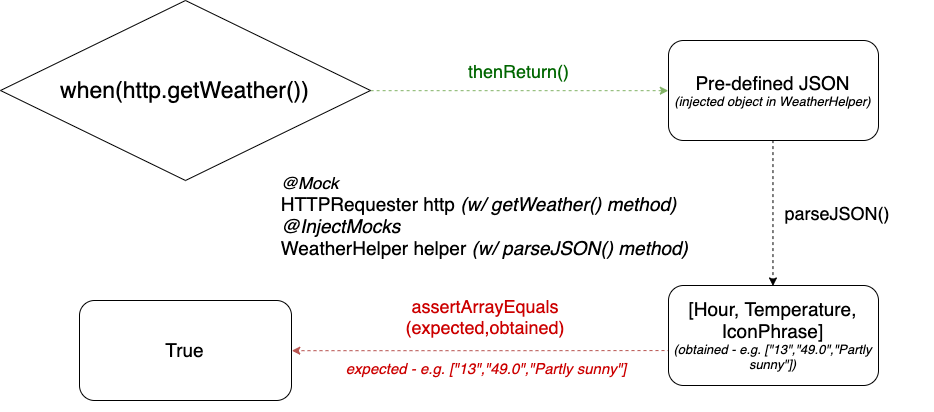 when(http.getWeather())
thenReturn()
Pre-defined JSON
(injected object in WeatherHelper)
@Mock
HTTPRequester http (w/ getWeather() method)
@InjectMocks
WeatherHelper helper (w/ parseJSON() method)
parseJSON()
[Hour, Temperature,
IconPhrase]
(obtained - e.g. ["13","49.0","Partly
sunny"])
assertArrayEquals
(expected,obtained)
expected - e.g. ["13","49.0","Partly sunny"]
True